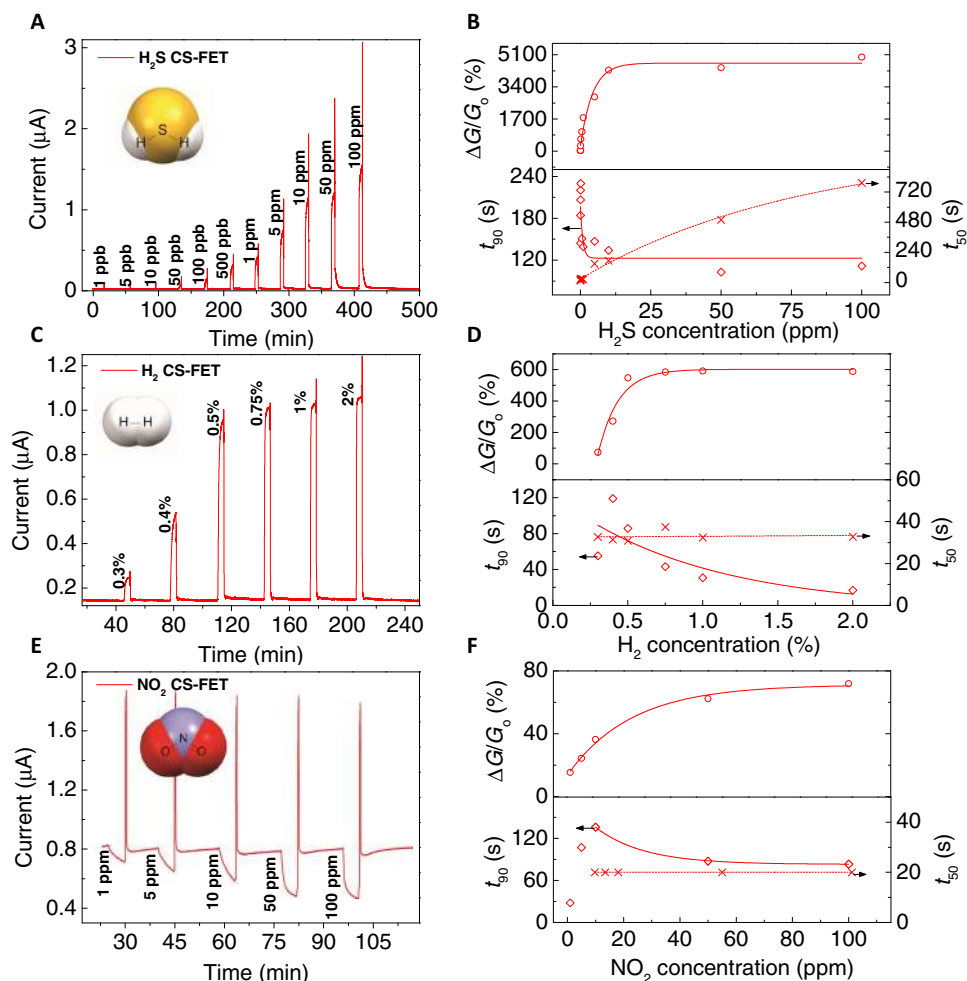 A
H₂S CS-FET
S
H H
Current (μA)
3
2
1
0
1 ppb
5 ppb
10 ppb
50 ppb
100 ppb
500 ppb
1 ppm
5 ppm
10 ppm
50 ppm
100 ppm
0 100 200 300 400 500
Time (min)
B
ΔG/Gₒ (%)
5100
3400
1700
0
t₉₀ (s)
240
180
120
t₅₀ (s)
720
480
240
0
0 25 50 75 100
H₂S concentration (ppm)
C
H₂ CS-FET
H H
Current (μA)
1.2
1.0
0.8
0.6
0.4
0.2
0.3%
0.4%
0.5%
0.75%
1%
2%
40 80 120 160 200 240
Time (min)
D
ΔG/Gₒ (%)
600
400
200
0
t₉₀ (s)
120
80
40
0
t₅₀ (s)
60
40
20
0
0.0 0.5 1.0 1.5 2.0
H₂ concentration (%)
E
NO₂ CS-FET
N
O O
Current (μA)
2.0
1.6
1.2
0.8
0.4
1 ppm
5 ppm
10 ppm
50 ppm
100 ppm
30 45 60 75 90 105
Time (min)
F
ΔG/Gₒ (%)
80
40
0
t₉₀ (s)
120
60
0
t₅₀ (s)
40
20
0
0 20 40 60 80 100
NO₂ concentration (ppm)